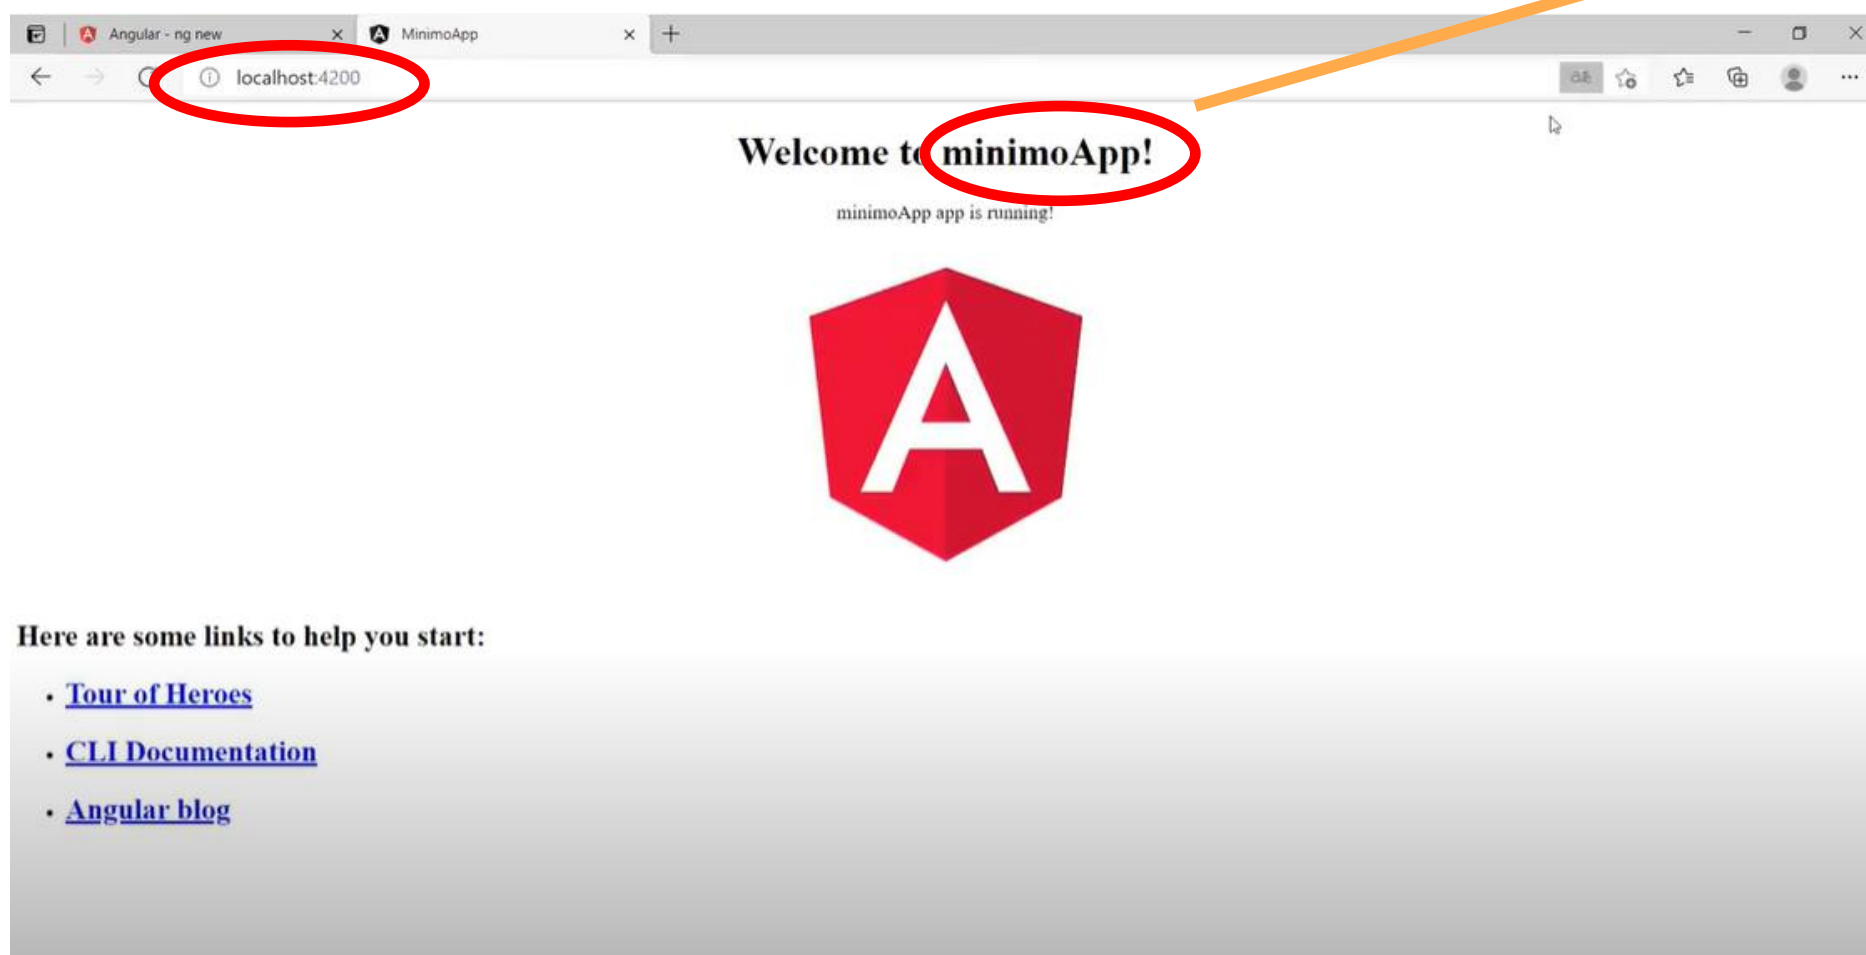 Angular - ng new
MinimoApp
localhost:4200
Welcome to minimoApp!
minimoApp app is running!
A
Here are some links to help you start:
• Tour of Heroes
• CLI Documentation
• Angular blog